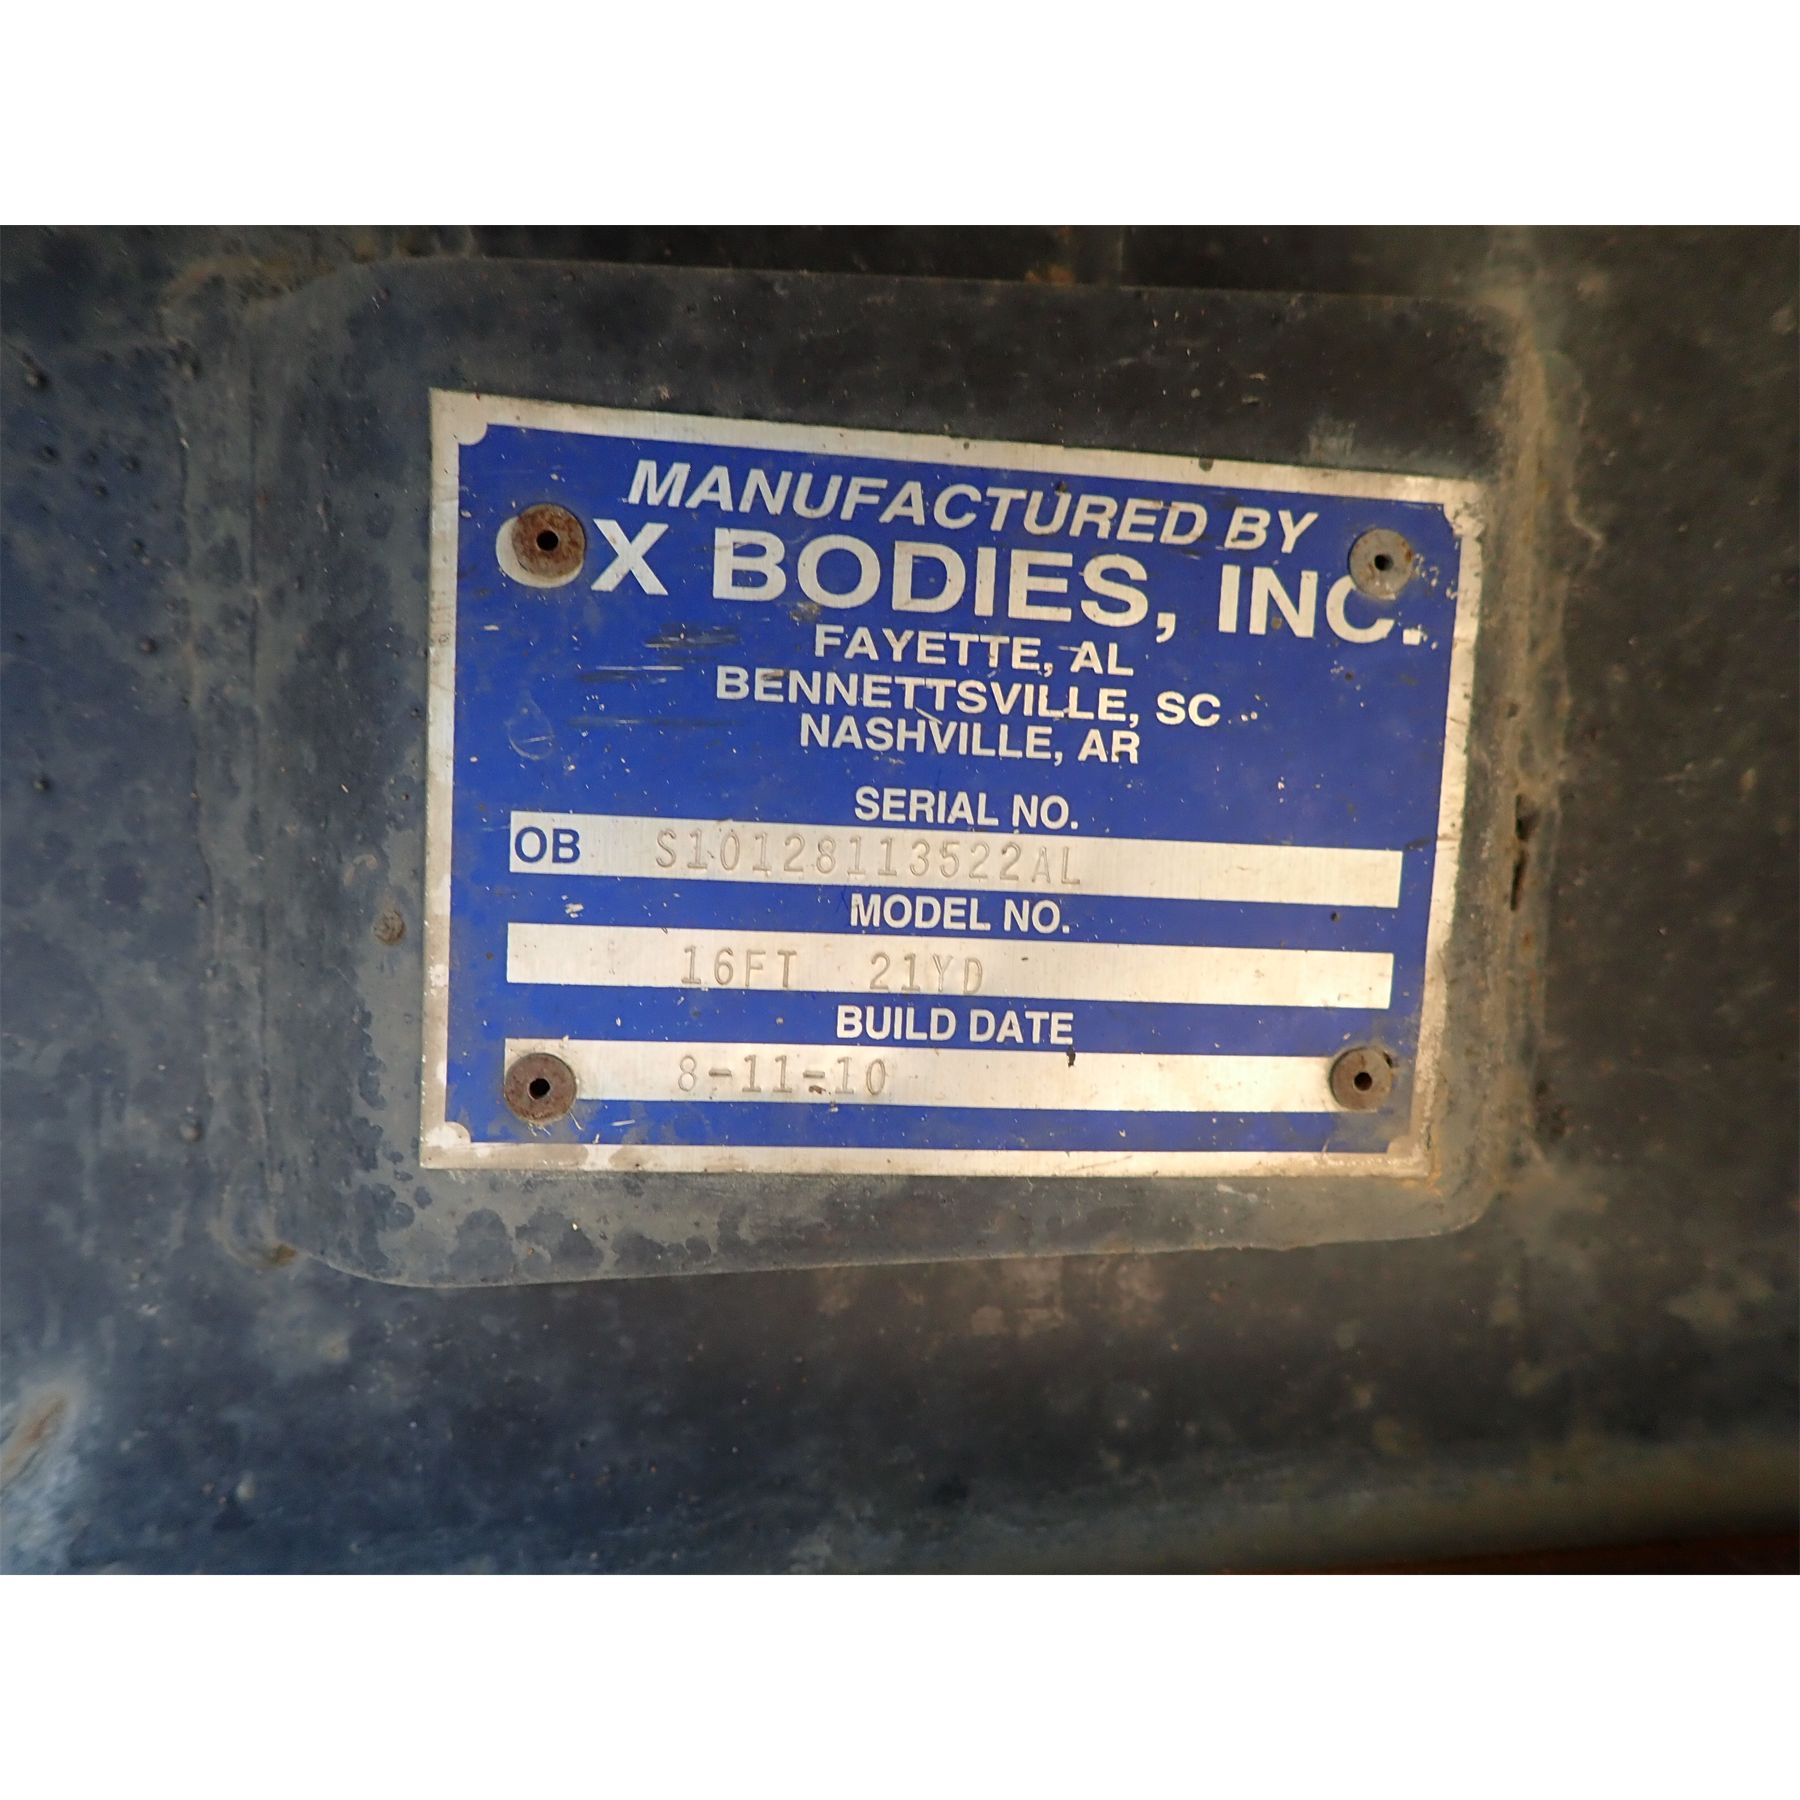 MANUFACTURED BY
OX BODIES, INC.
FAYETTE, AL
BENNETTSVILLE, SC
NASHVILLE, AR
SERIAL NO.
OB S10128113522AL
MODEL NO.
16FT 21YD
BUILD DATE
8-11-10